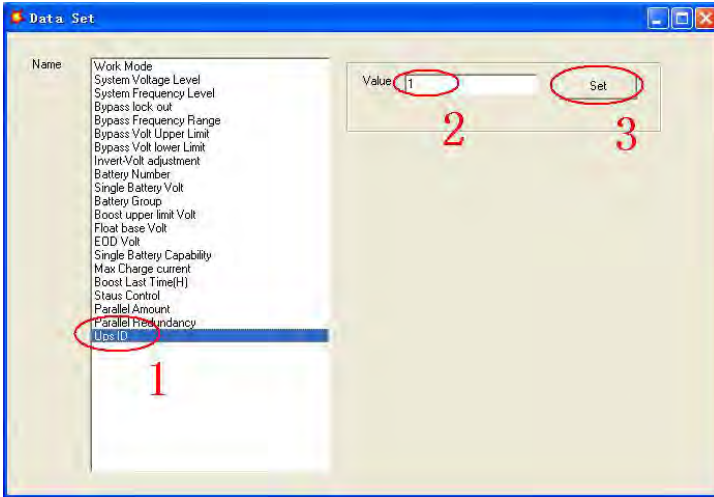 Data Set
Name
Work Mode
System Voltage Level
System Frequency Level
Bypass lock out
Bypass Frequency Range
Bypass Volt Upper Limit
Bypass Volt lower Limit
Invert-Volt adjustment
Battery Number
Single Battery Volt
Battery Group
Boost upper limit Volt
Float base Volt
EOD Volt
Single Battery Capability
Max Charge current
Boost Last Time(H)
Staus Control
Parallel Amount
Parallel Redundancy
Ups ID
1
Value
1
2
Set
3